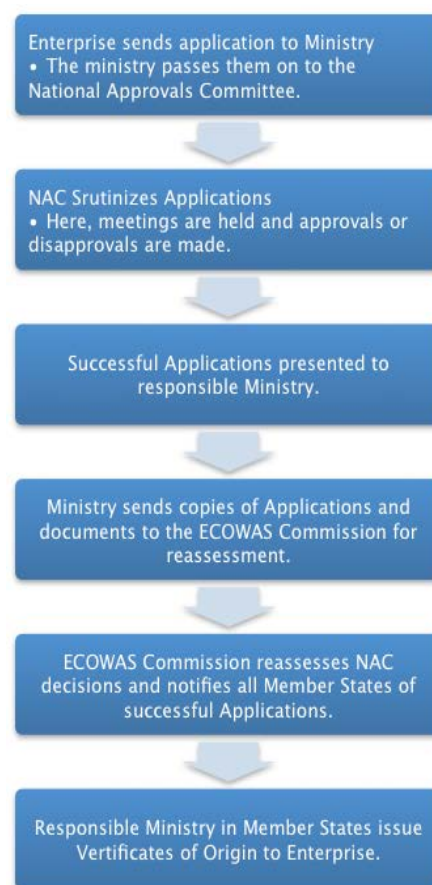 Enterprise sends application to Ministry
• The ministry passes them on to the
National Approvals Committee.
NAC Srutinizes Applications
• Here, meetings are held and approvals or
disapprovals are made.
Successful Applications presented to
responsible Ministry.
Ministry sends copies of Applications and
documents to the ECOWAS Commission for
reassessment.
ECOWAS Commission reassesses NAC
decisions and notifies all Member States of
successful Applications.
Responsible Ministry in Member States issue
Vertificates of Origin to Enterprise.